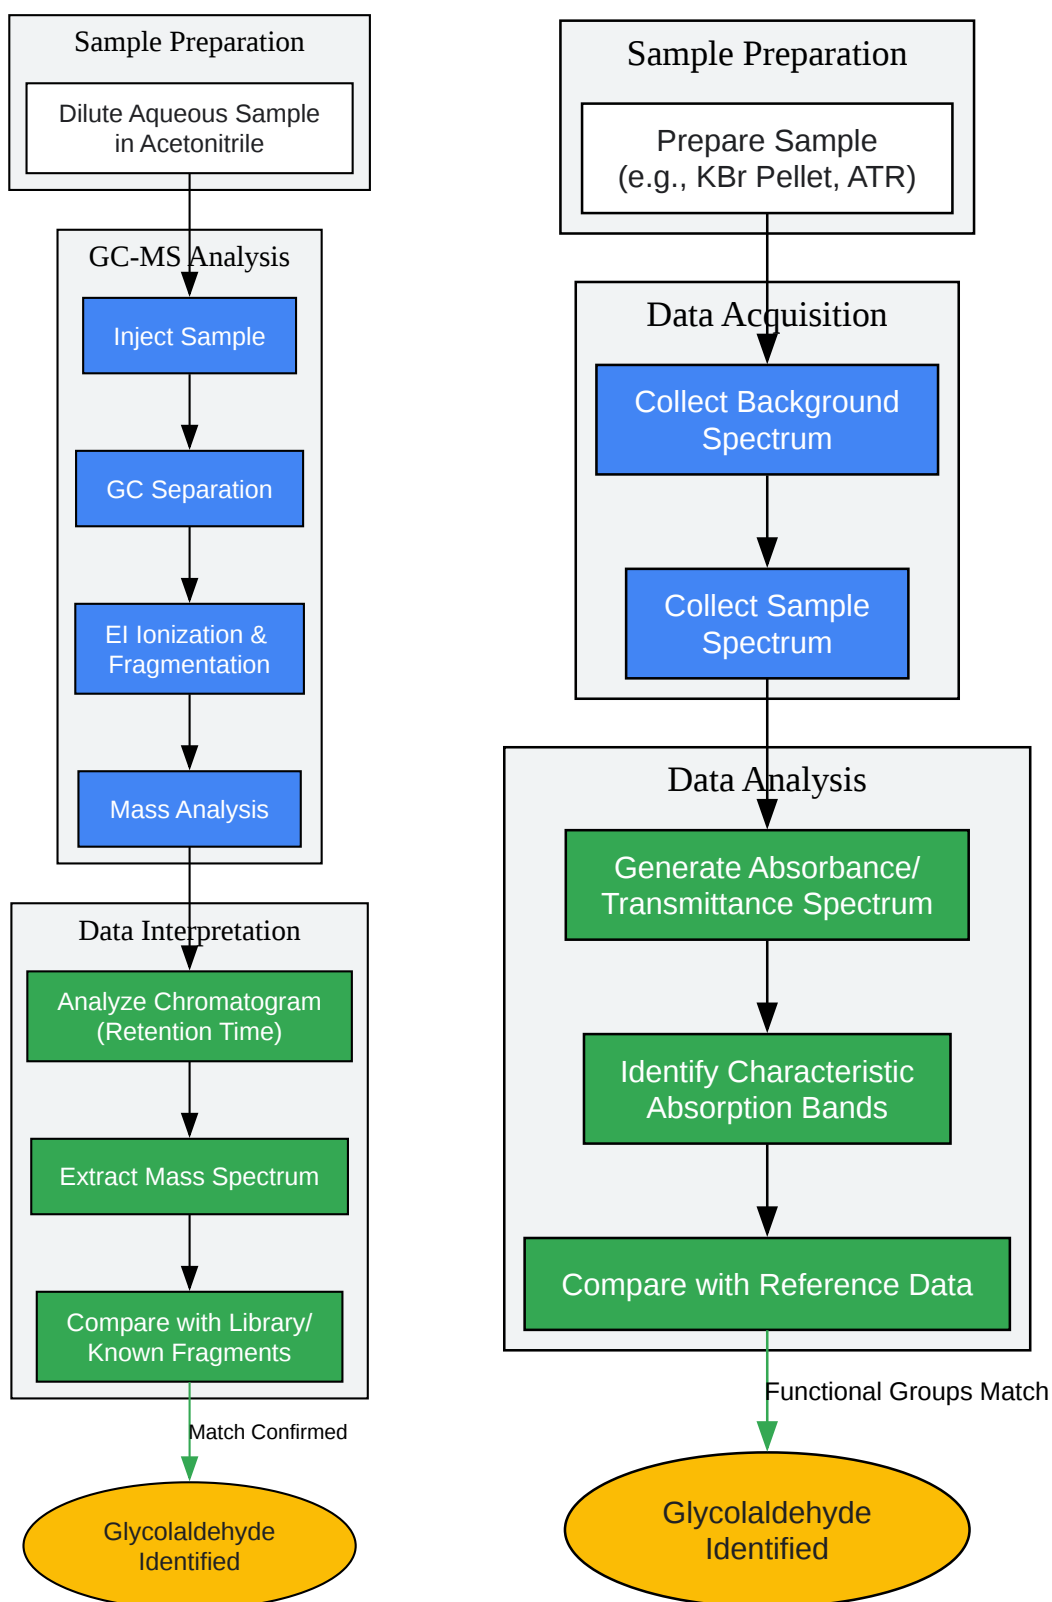 Sample Preparation
Dilute Aqueous Sample
in Acetonitrile
GC-MS Analysis
Inject Sample
GC Separation
EI Ionization &
Fragmentation
Mass Analysis
Data Interpretation
Analyze Chromatogram
(Retention Time)
Extract Mass Spectrum
Compare with Library/
Known Fragments
Match Confirmed
Glycolaldehyde
Identified
Sample Preparation
Prepare Sample
(e.g., KBr Pellet, ATR)
Data Acquisition
Collect Background
Spectrum
Collect Sample
Spectrum
Data Analysis
Generate Absorbance/
Transmittance Spectrum
Identify Characteristic
Absorption Bands
Compare with Reference Data
Functional Groups Match
Glycolaldehyde
Identified